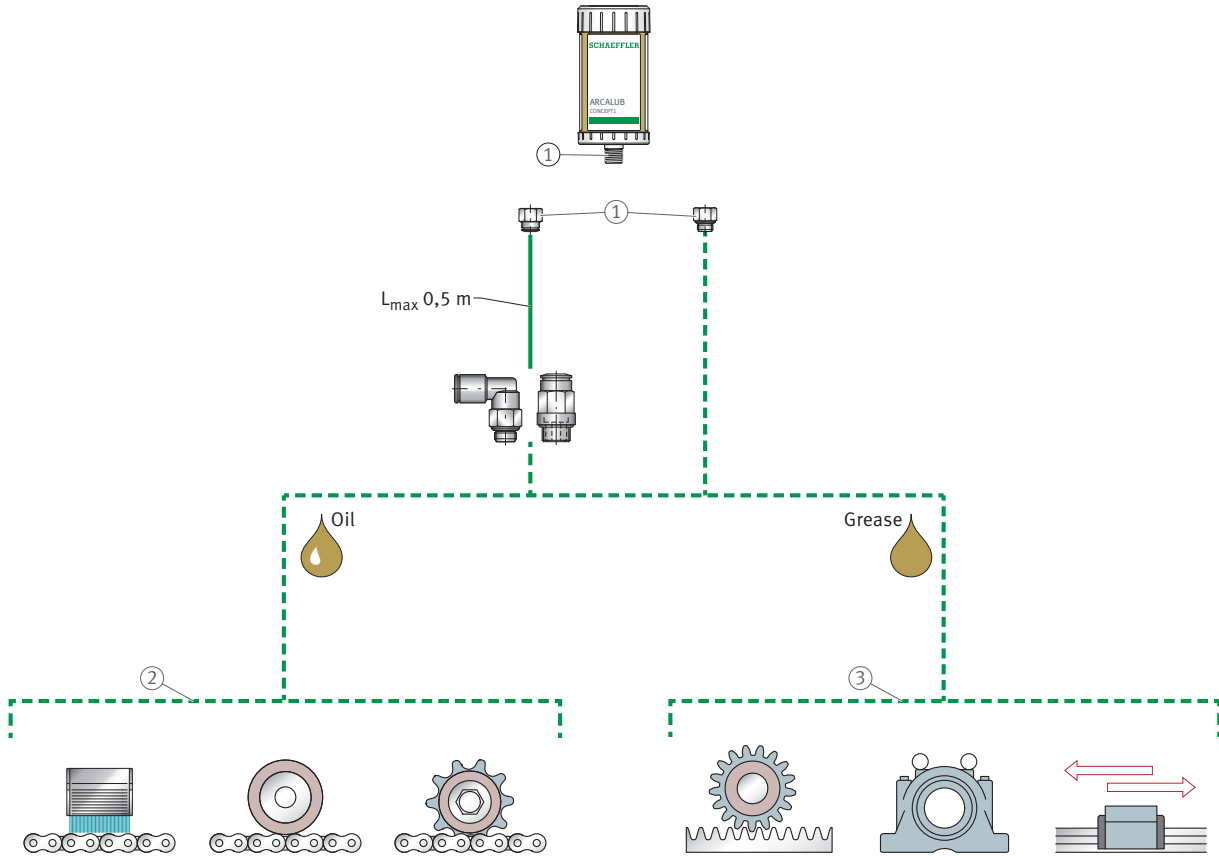 SCHAEFFLER
ARCALUB
CONCEPT1
1
1
Lmax 0,5 m
Oil
Grease
2
3